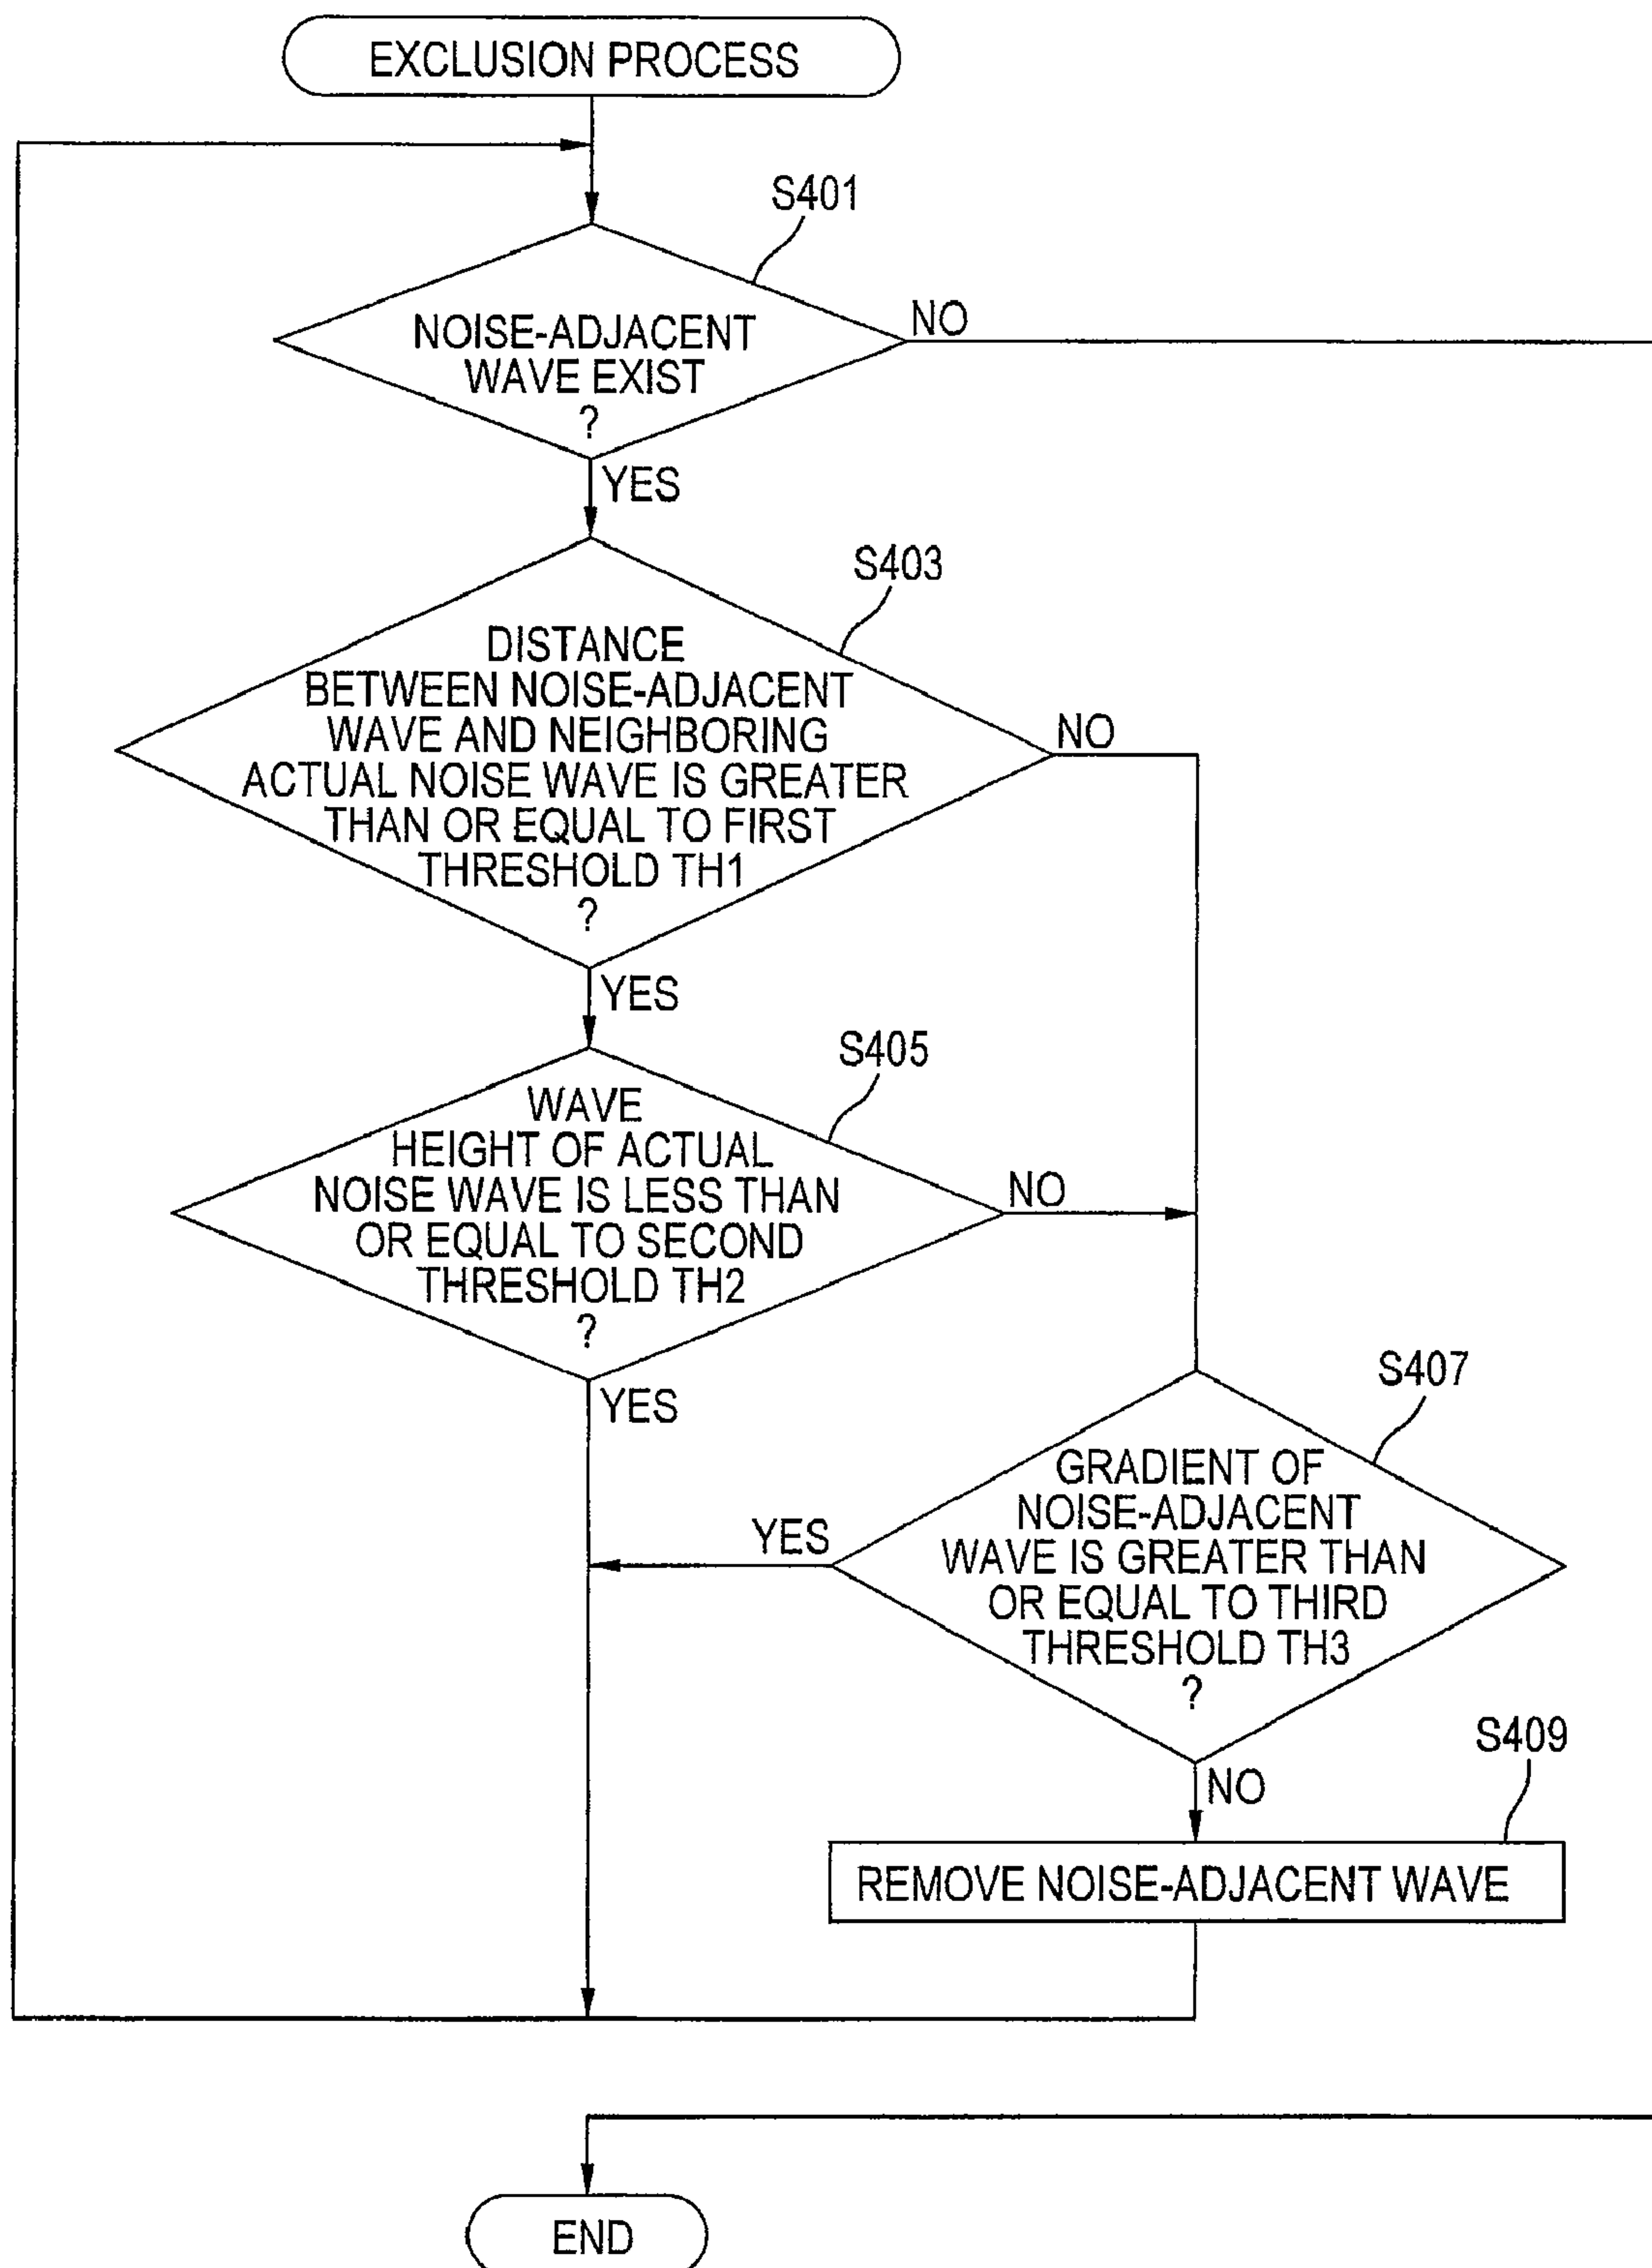 EXCLUSION PROCESS
S401
NOISE-ADJACENT
WAVE EXIST
?
NO
YES
S403
DISTANCE
BETWEEN NOISE-ADJACENT
WAVE AND NEIGHBORING
ACTUAL NOISE WAVE IS GREATER
THAN OR EQUAL TO FIRST
THRESHOLD TH1
?
NO
YES
S405
WAVE
HEIGHT OF ACTUAL
NOISE WAVE IS LESS THAN
OR EQUAL TO SECOND
THRESHOLD TH2
?
NO
YES
S407
GRADIENT OF
NOISE-ADJACENT
WAVE IS GREATER THAN
OR EQUAL TO THIRD
THRESHOLD TH3
?
YES
NO
S409
REMOVE NOISE-ADJACENT WAVE
END